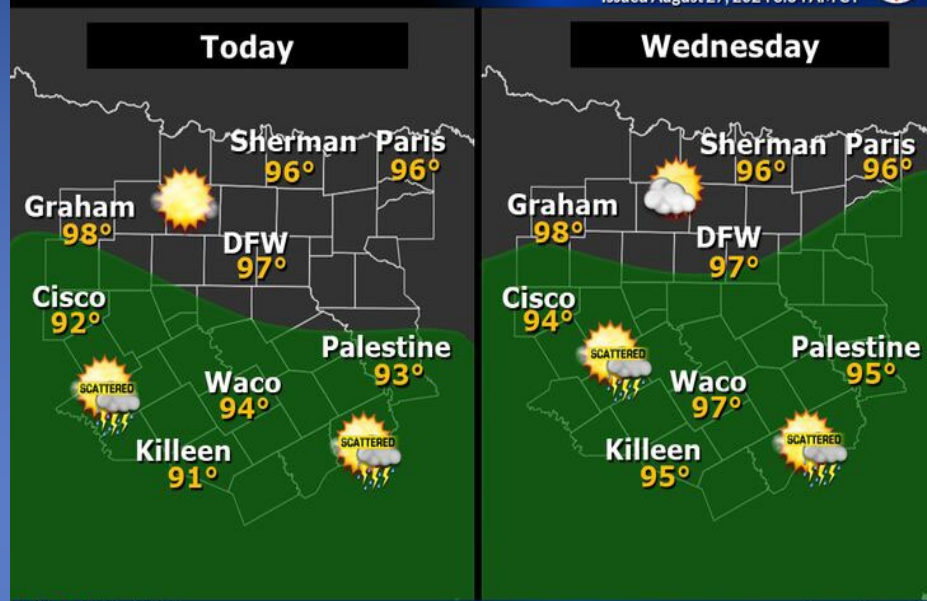 Today
Sherman Paris
96° 96°
Graham
98°
DFW
97°
Cisco
92°
Palestine
93°
SCATTERED
Waco
94°
Killeen
91°
SCATTERED
Wednesday
Sherman Paris
96° 96°
Graham
98°
DFW
97°
Cisco
94°
SCATTERED
Palestine
95°
Waco
97°
Killeen
95°
SCATTERED